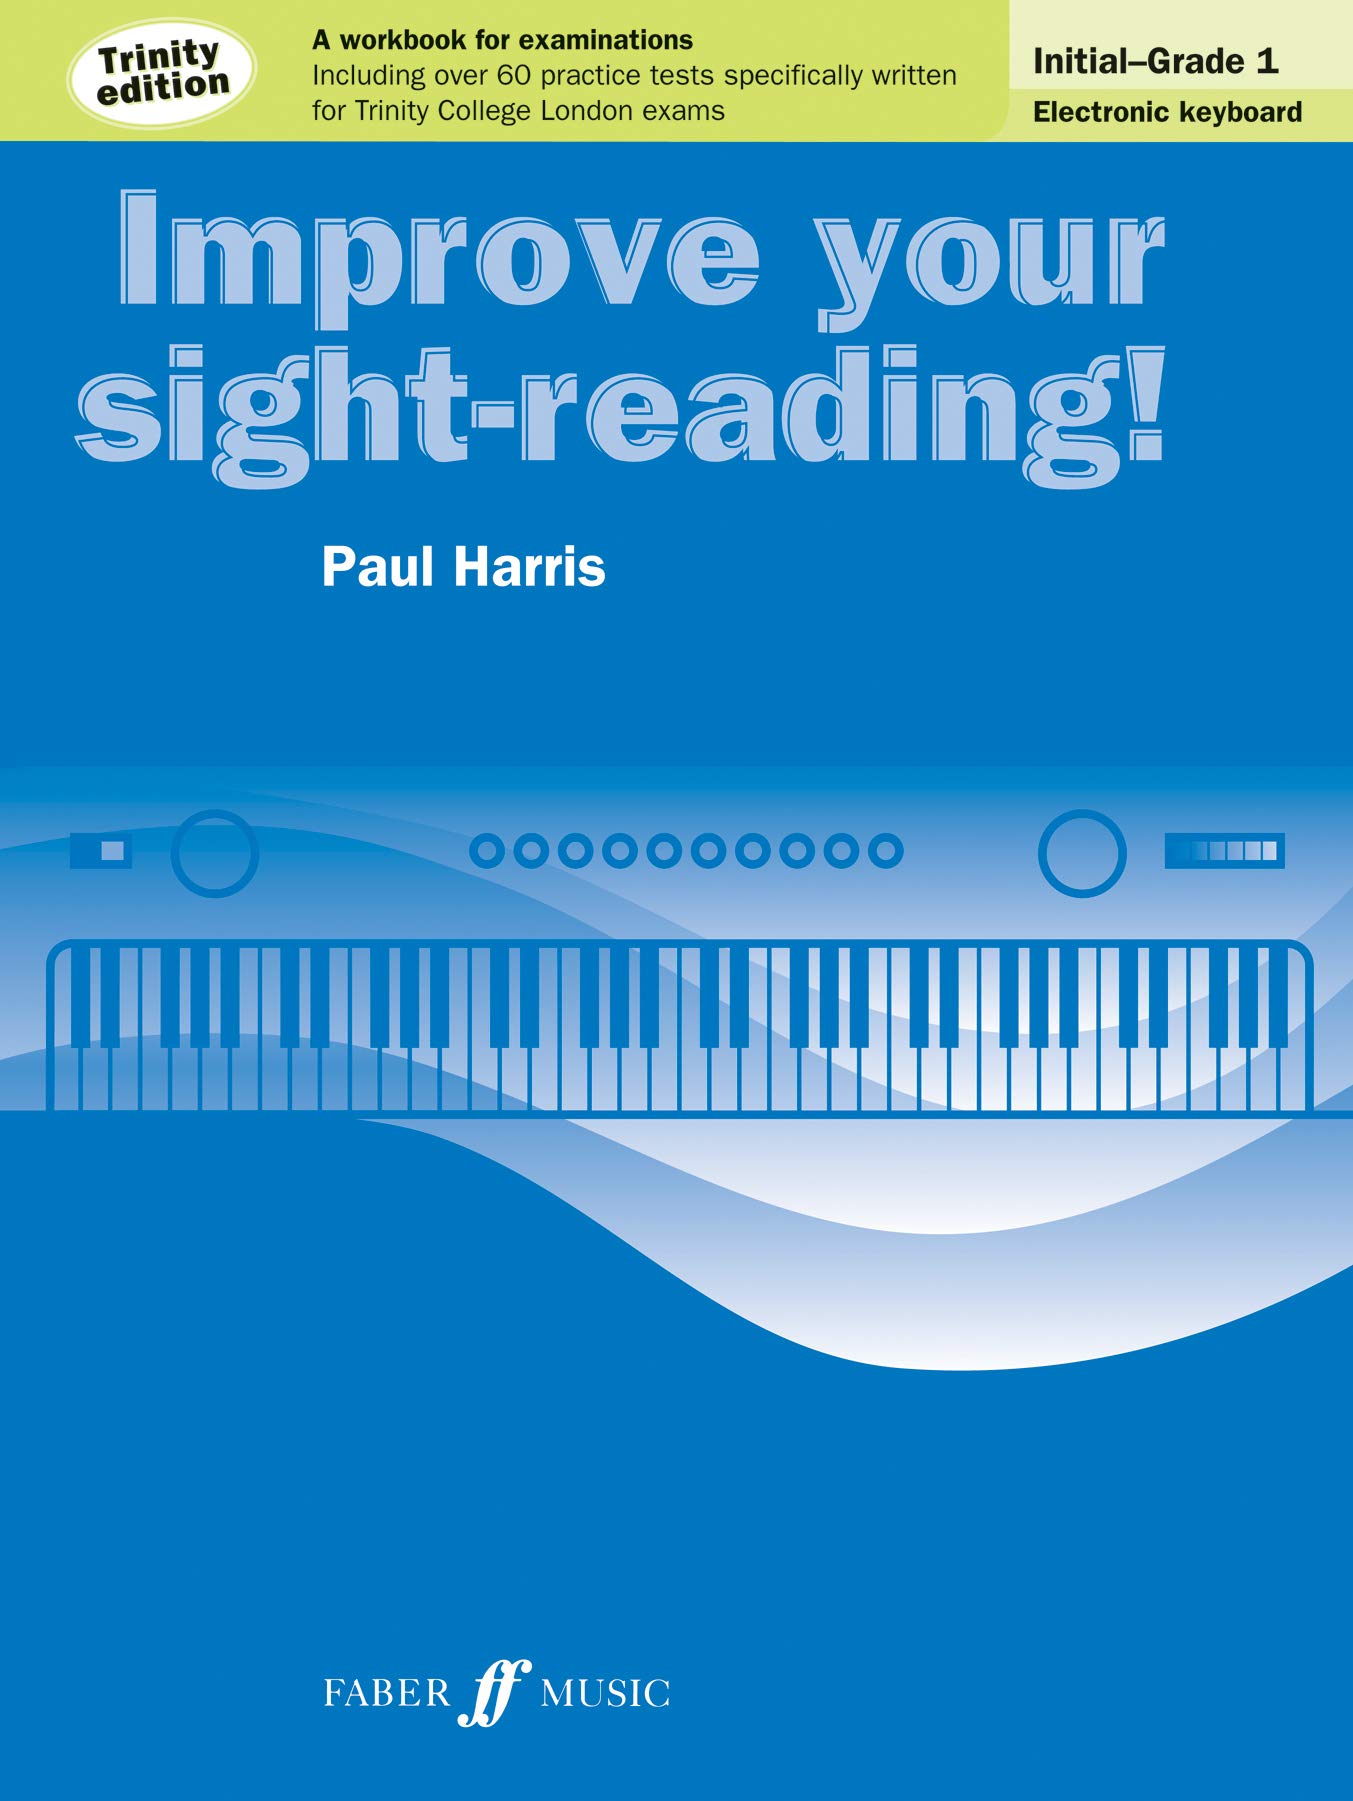 Trinity
edition
A workbook for examinations
Including over 60 practice tests specifically written
for Trinity College London exams
Initial–Grade 1
Electronic keyboard
Improve your
sight-reading!
Paul Harris
FABER ff MUSIC